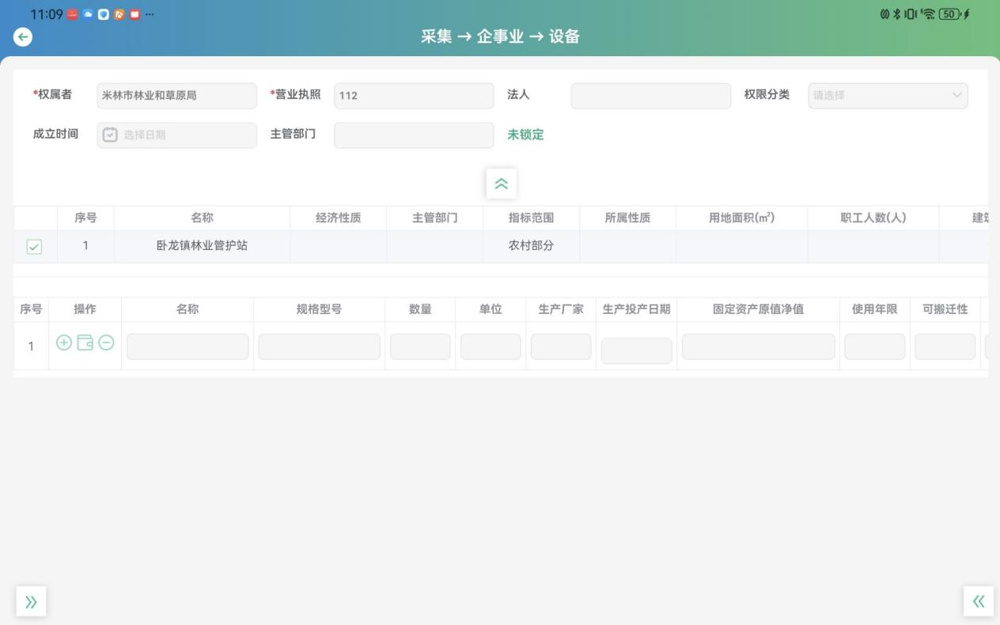 11:09 ··· 50
采集 → 企事业 → 设备
*权属者 米林市林业和草原局 *营业执照 112 法人 权限分类 请选择
成立时间 选择日期 主管部门 未锁定
序号 名称 经济性质 主管部门 指标范围 所属性质 用地面积(㎡) 职工人数(人)
1 卧龙镇林业管护站 农村部分
序号 操作 名称 规格型号 数量 单位 生产厂家 生产投产日期 固定资产原值净值 使用年限 可搬迁性
1